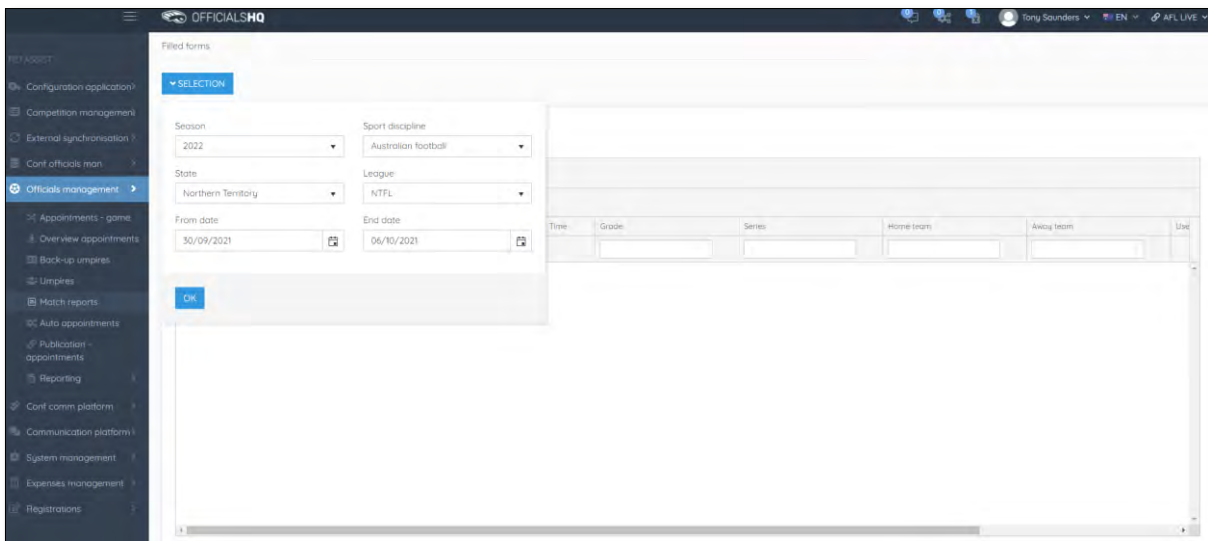 OFFICIALSHQ
Tony Saunders
EN
AFL LIVE
REFASSIST
Configuration application
Competition management
External synchronisation
Conf officials man
Officials management
Appointments - game
Overview appointments
Back-up umpires
Umpires
Match reports
Auto appointments
Publication -
appointments
Reporting
Conf comm platform
Communication platform
System management
Expenses management
Registrations
Filled forms
SELECTION
Season
Sport discipline
2022
Australian football
State
League
Northern Territory
NTFL
From date
End date
30/09/2021
06/10/2021
OK
Time
Grade
Series
Home team
Away team
Use